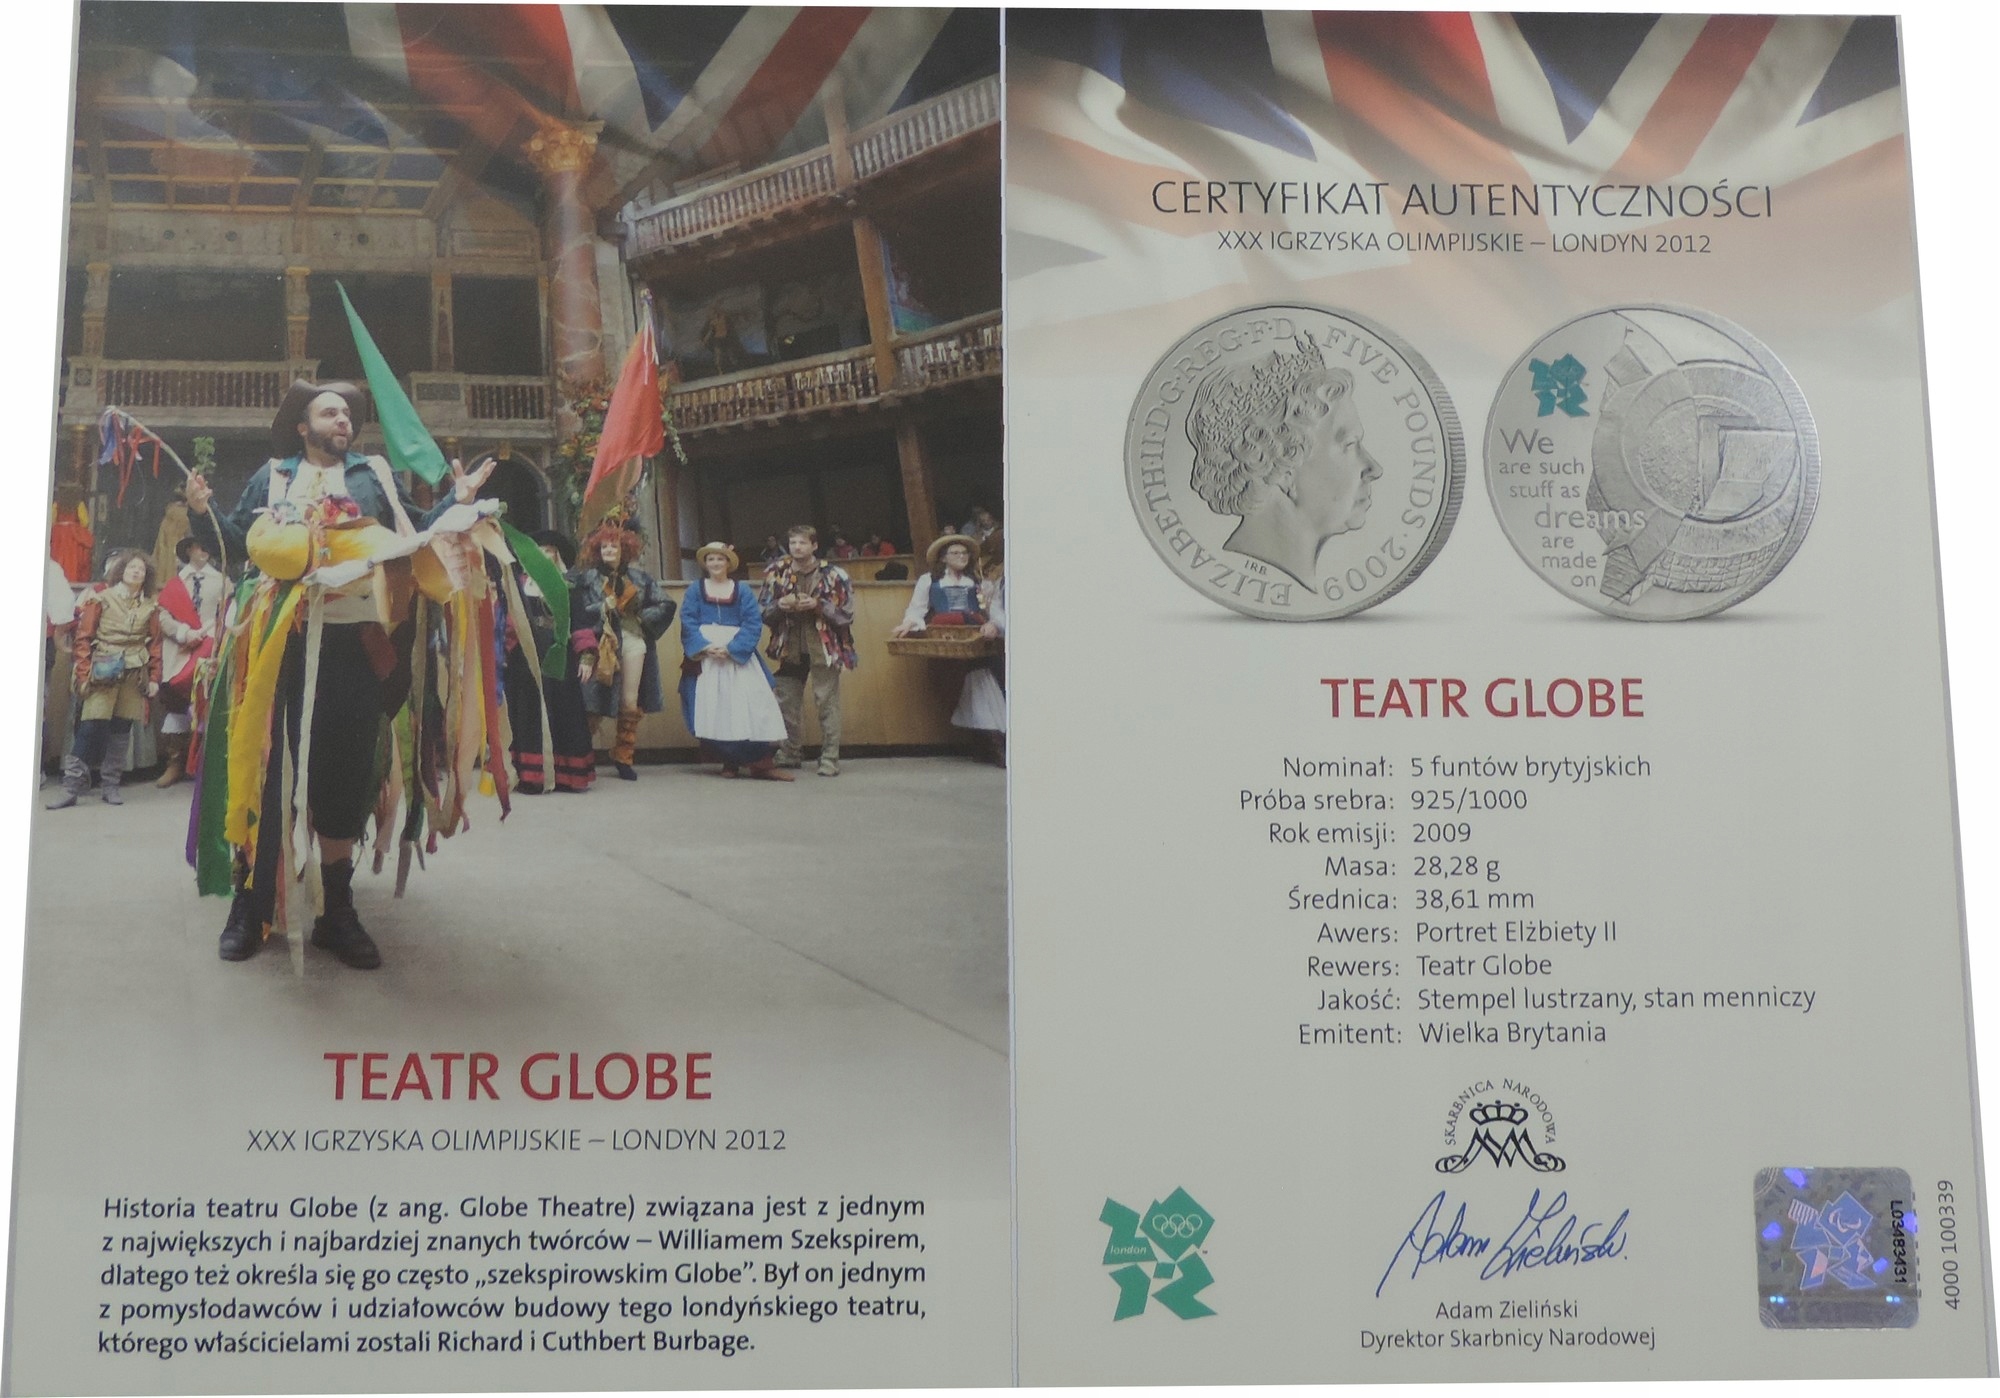 TEATR GLOBE
XXX IGRZYSKA OLIMPIJSKIE – LONDYN 2012
Historia teatru Globe (z ang. Globe Theatre) związana jest z jednym
z największych i najbardziej znanych twórców – Williamem Szekspirem,
dlatego też określa się go często „szekspirowskim Globe”. Był on jednym
z pomysłodawców i udziałowców budowy tego londyńskiego teatru,
którego właścicielami zostali Richard i Cuthbert Burbage.
CERTYFIKAT AUTENTYCZNOŚCI
XXX IGRZYSKA OLIMPIJSKIE – LONDYN 2012
ELIZABETH·II·D·G·REG·F·D FIVE POUNDS·2009
IRB
We
are such
stuff as
dreams
are
made
on
TEATR GLOBE
Nominał: 5 funtów brytyjskich
Próba srebra: 925/1000
Rok emisji: 2009
Masa: 28,28 g
Średnica: 38,61 mm
Awers: Portret Elżbiety II
Rewers: Teatr Globe
Jakość: Stempel lustrzany, stan menniczy
Emitent: Wielka Brytania
SKARBNICA NARODOWA
london
Adam Zieliński
Adam Zieliński
Dyrektor Skarbnicy Narodowej
L03483431
4000 100339